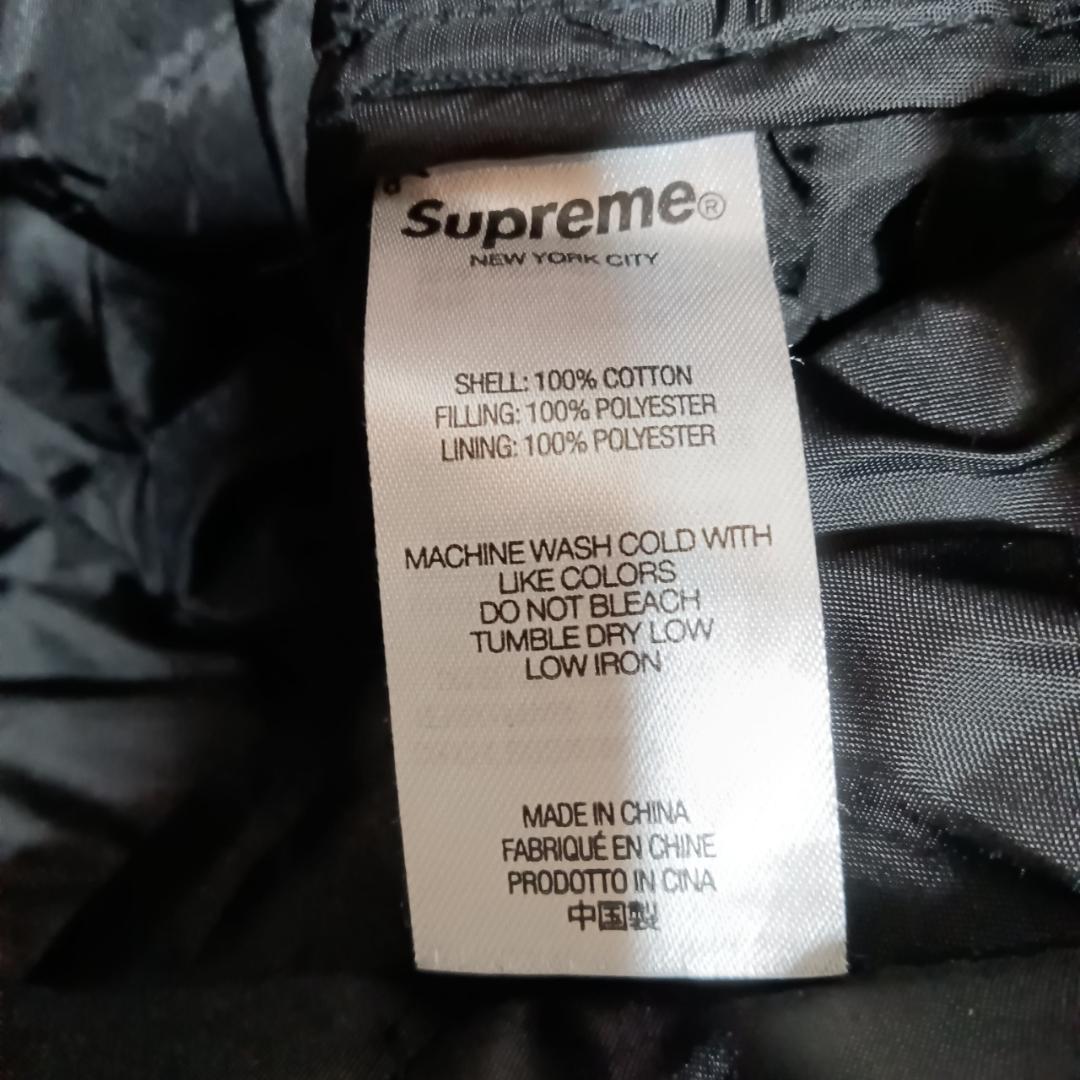 Supreme®
NEW YORK CITY
SHELL: 100% COTTON
FILLING: 100% POLYESTER
LINING: 100% POLYESTER
MACHINE WASH COLD WITH
LIKE COLORS
DO NOT BLEACH
TUMBLE DRY LOW
LOW IRON
MADE IN CHINA
FABRIQUÉ EN CHINE
PRODOTTO IN CINA
中国製